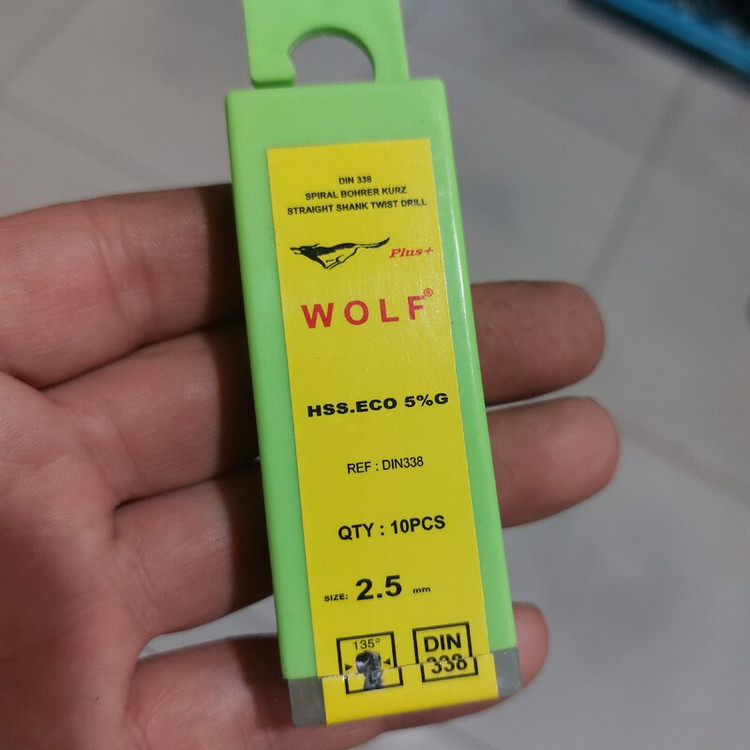 DIN 338
SPIRAL BOHRER KURZ
STRAIGHT SHANK TWIST DRILL
Plus+
WOLF®
HSS.ECO 5%G
REF : DIN338
QTY : 10PCS
SIZE: 2.5 mm
135°
DIN
338